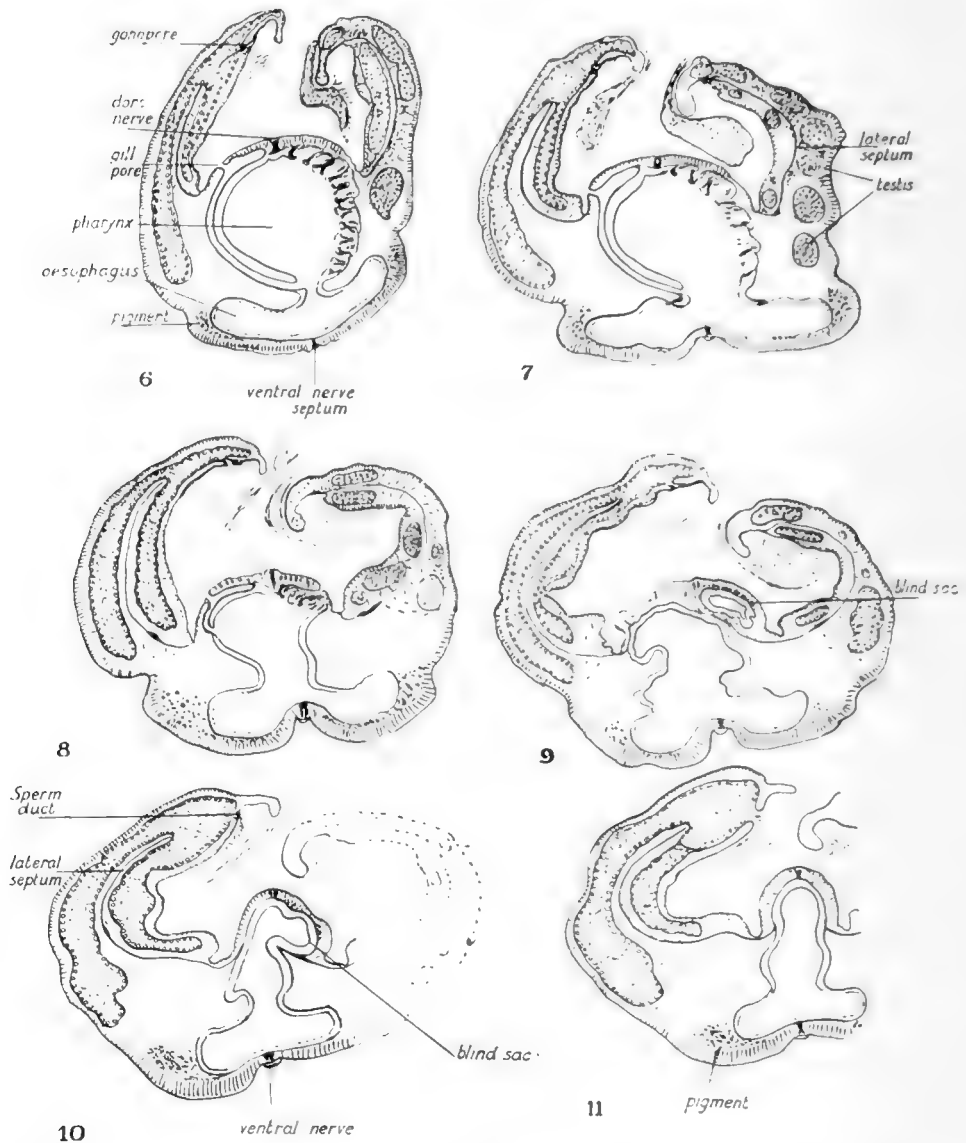 gonopore
dors
nerve
gill
pore
pharynx
oesophagus
pigment
6
ventral nerve
septum
lateral
septum
testis
7
8
blind sac
9
Sperm
duct
lateral
septum
blind sac
10
ventral nerve
11
pigment